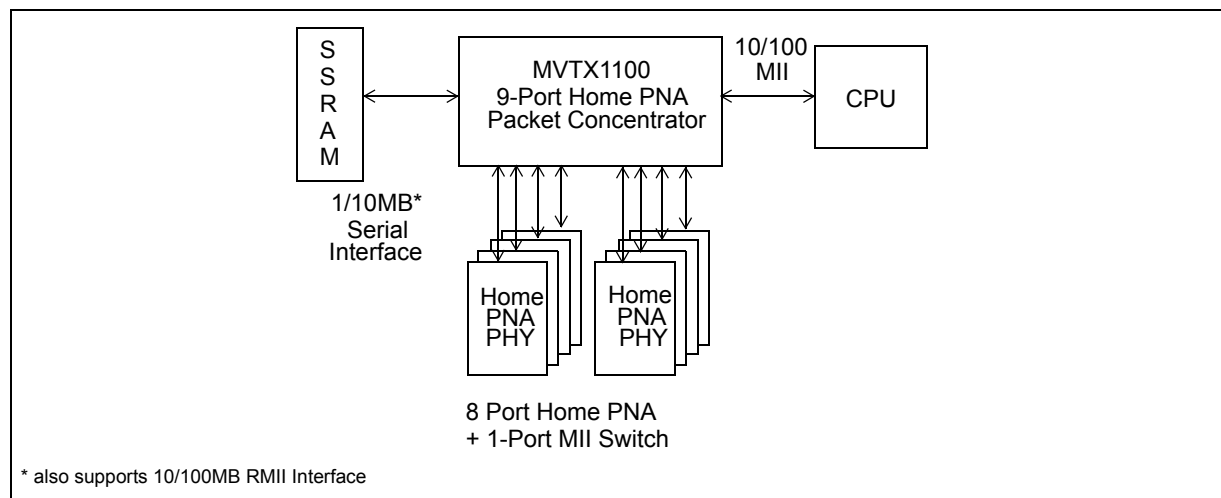 S
S
R
A
M
MVTX1100
9-Port Home PNA
Packet Concentrator
10/100
MII
CPU
1/10MB*
Serial
Interface
Home
PNA
PHY
Home
PNA
PHY
8 Port Home PNA
+ 1-Port MII Switch
* also supports 10/100MB RMII Interface